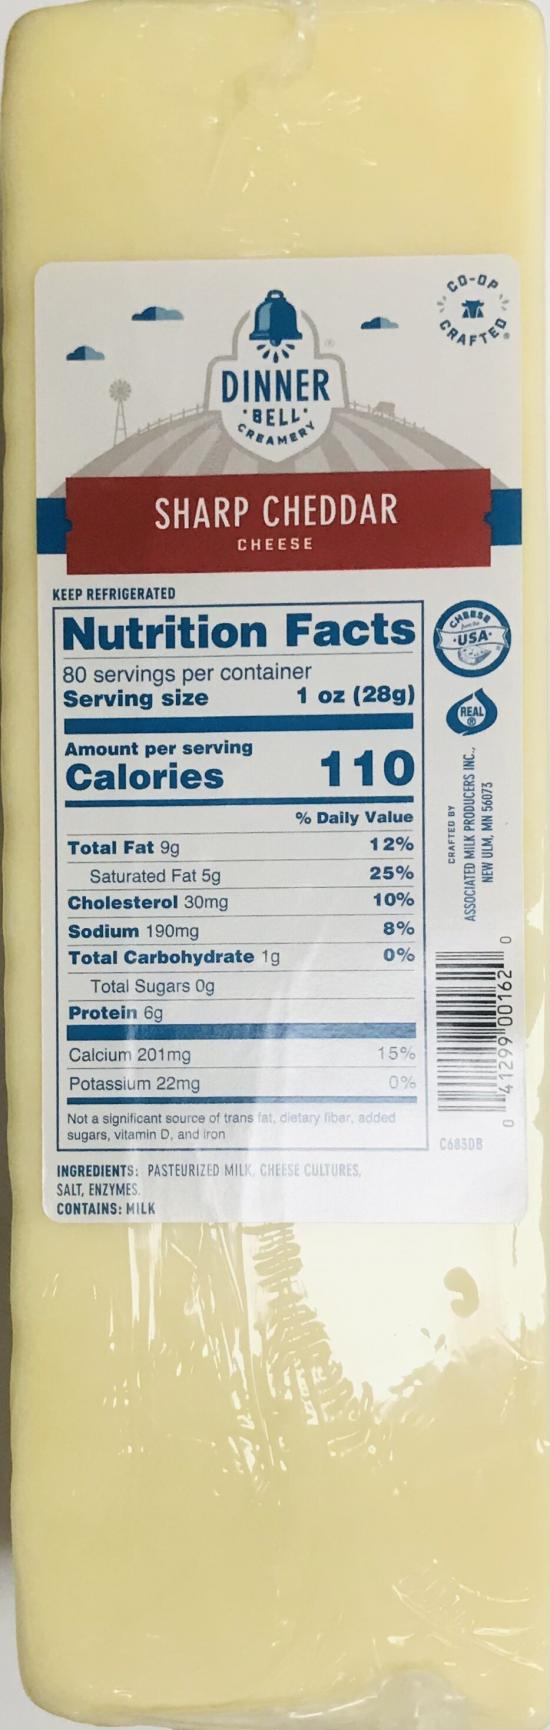 CO-OP
CRAFTED
DINNER
·BELL·
CREAMERY
®
SHARP CHEDDAR
CHEESE
KEEP REFRIGERATED
Nutrition Facts
80 servings per container
Serving size 1 oz (28g)
Amount per serving
Calories 110
% Daily Value
Total Fat 9g 12%
Saturated Fat 5g 25%
Cholesterol 30mg 10%
Sodium 190mg 8%
Total Carbohydrate 1g 0%
Total Sugars 0g
Protein 6g
Calcium 201mg 15%
Potassium 22mg 0%
Not a significant source of trans fat, dietary fiber, added
sugars, vitamin D, and iron
INGREDIENTS: PASTEURIZED MILK, CHEESE CULTURES,
SALT, ENZYMES.
CONTAINS: MILK
CHEESE
from the
·USA·
REAL
®
CRAFTED BY
ASSOCIATED MILK PRODUCERS INC.,
NEW ULM, MN 56073
0 41299 00162 0
C683DB